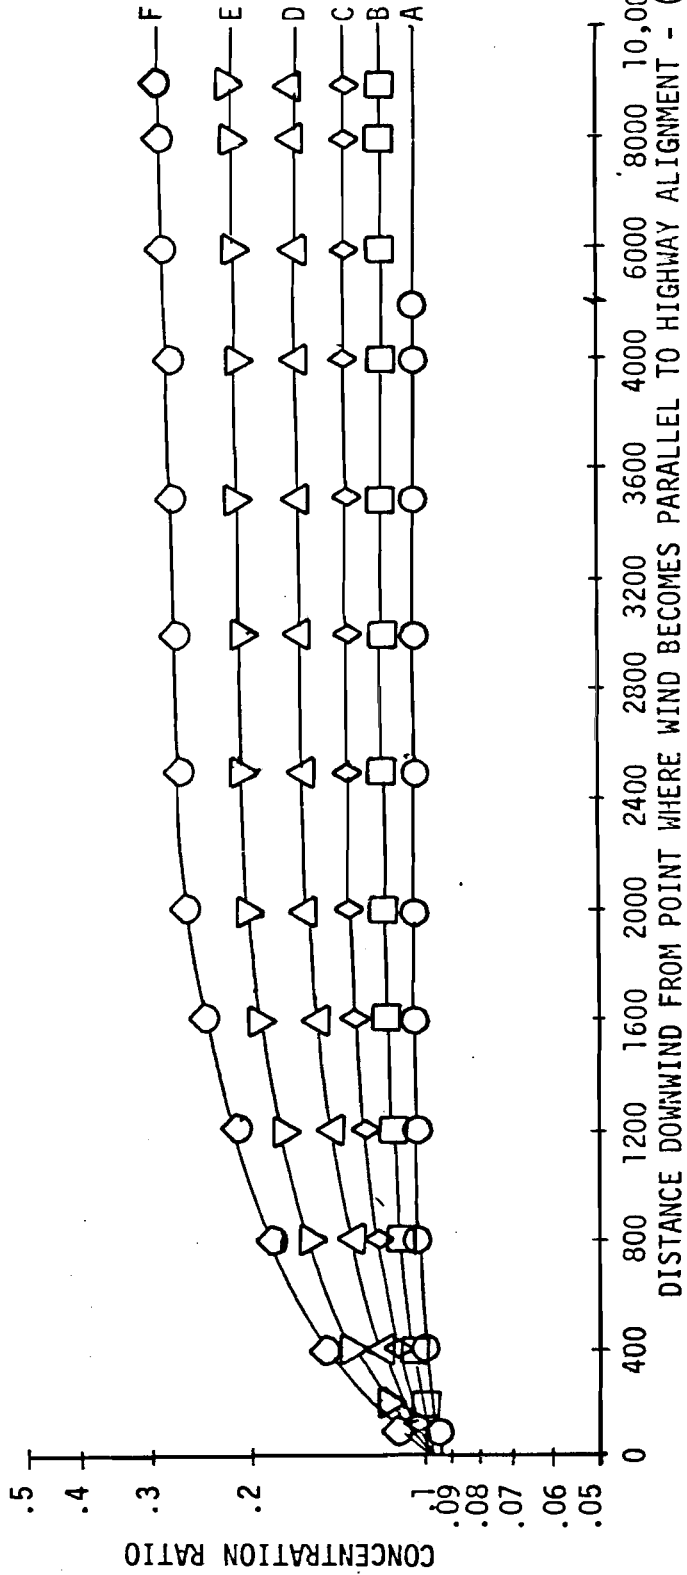 F
E
D
C
B
A
.5
.4
.3
.2
.1
.09
.08
.07
.06
.05
CONCENTRATION RATIO
0 400 800 1200 1600 2000 2400 2800 3200 3600 4000 6000 8000 10,00
DISTANCE DOWNWIND FROM POINT WHERE WIND BECOMES PARALLEL TO HIGHWAY ALIGNMENT - (